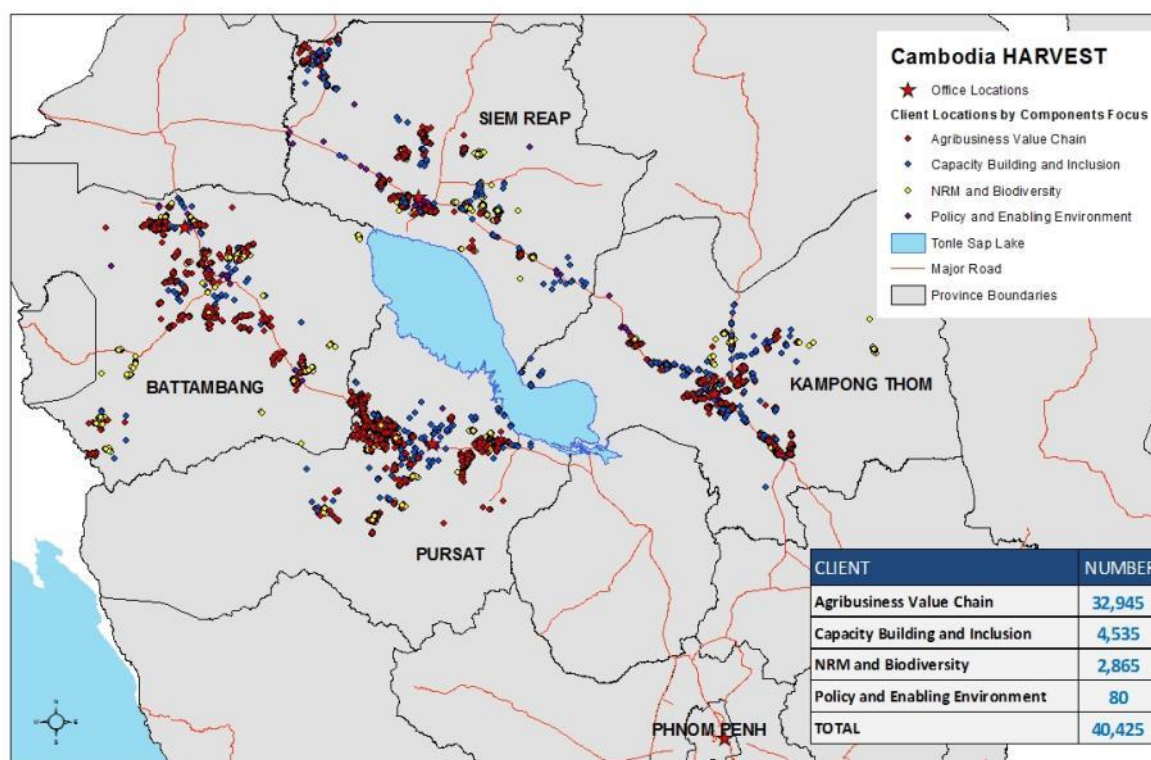 SIEM REAP
BATTAMBANG
KAMPONG THOM
PURSAT
PHNOM PENH
Cambodia HARVEST
Office Locations
Client Locations by Components Focus
Agribusiness Value Chain
Capacity Building and Inclusion
NRM and Biodiversity
Policy and Enabling Environment
Tonle Sap Lake
Major Road
Province Boundaries
CLIENT NUMBER
Agribusiness Value Chain 32,945
Capacity Building and Inclusion 4,535
NRM and Biodiversity 2,865
Policy and Enabling Environment 80
TOTAL 40,425
N
W E
S